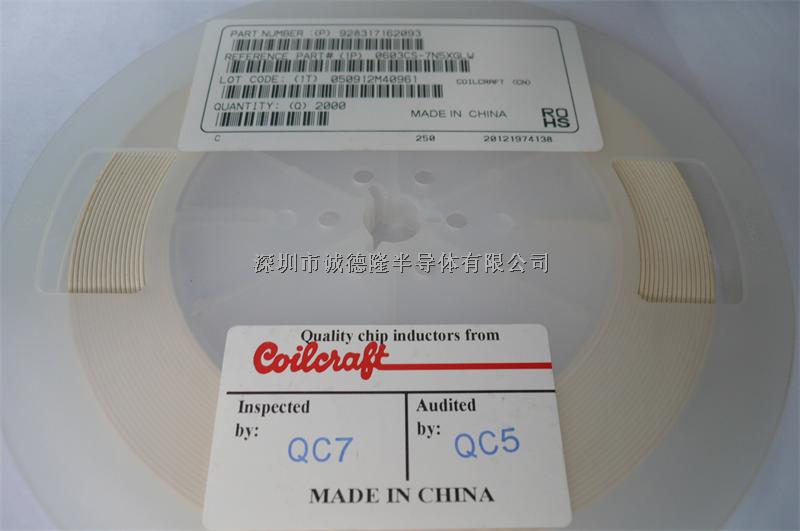 PART NUMBER :(P) 928317162093
REFERENCE PART# (1P) 0603CS-7N5XGLW
LOT CODE: (1T) 050912M40961
COILCRAFT (CN)
QUANTITY: (Q) 2000
MADE IN CHINA
RO
HS
C 250 20121974138
深圳市诚德隆半导体有限公司
Quality chip inductors from
Coilcraft
Inspected
by:
QC7
Audited
by:
QC5
MADE IN CHINA